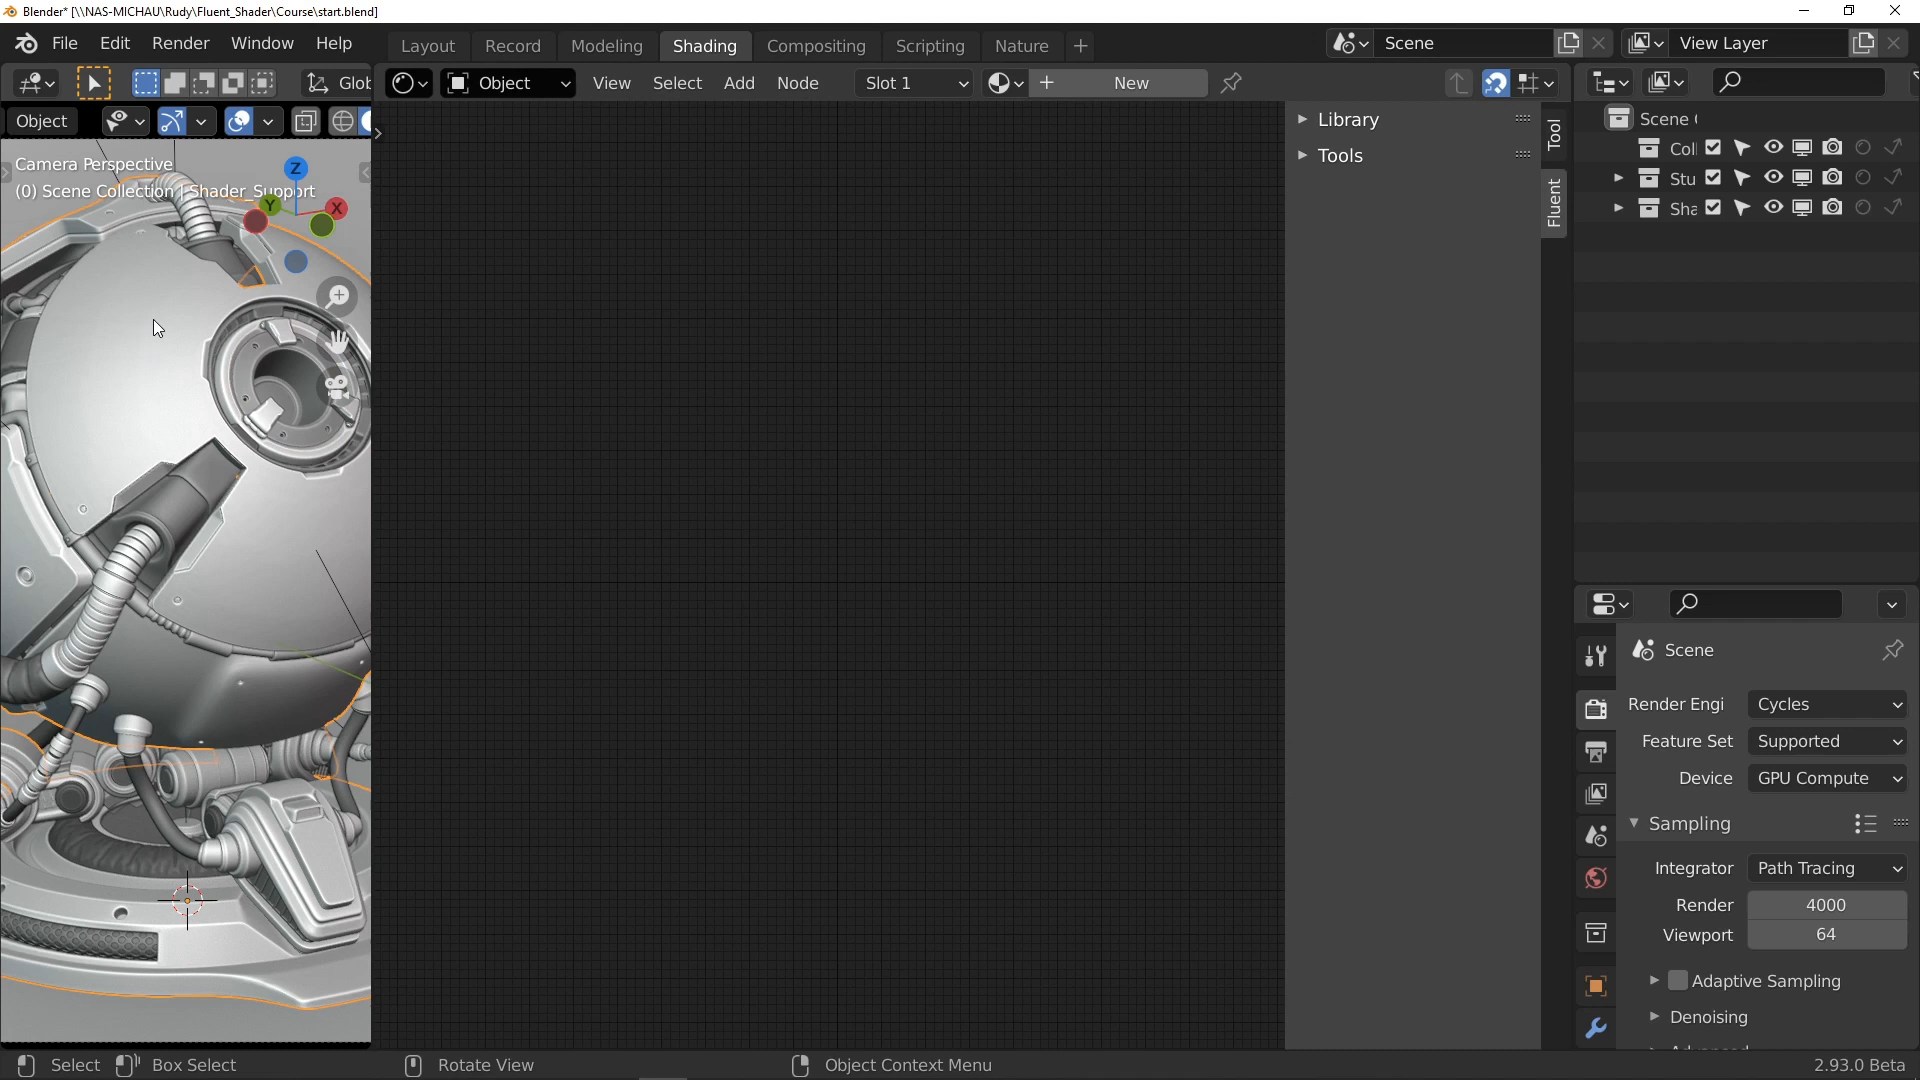 Blender* [\\NAS-MICHAU\Rudy\Fluent_Shader\Course\start.blend]
File Edit Render Window Help Layout Record Modeling Shading Compositing Scripting Nature + Scene View Layer
Glob Object View Select Add Node Slot 1 + New
Object
Camera Perspective
(0) Scene Collection | Shader_Support
Z
Y
X
Library
Tools
Tool
Fluent
Scene (
Coll
Stu
Sha
Scene
Render Engi Cycles
Feature Set Supported
Device GPU Compute
Sampling
Integrator Path Tracing
Render 4000
Viewport 64
Adaptive Sampling
Denoising
Advanced
Select Box Select Rotate View Object Context Menu 2.93.0 Beta